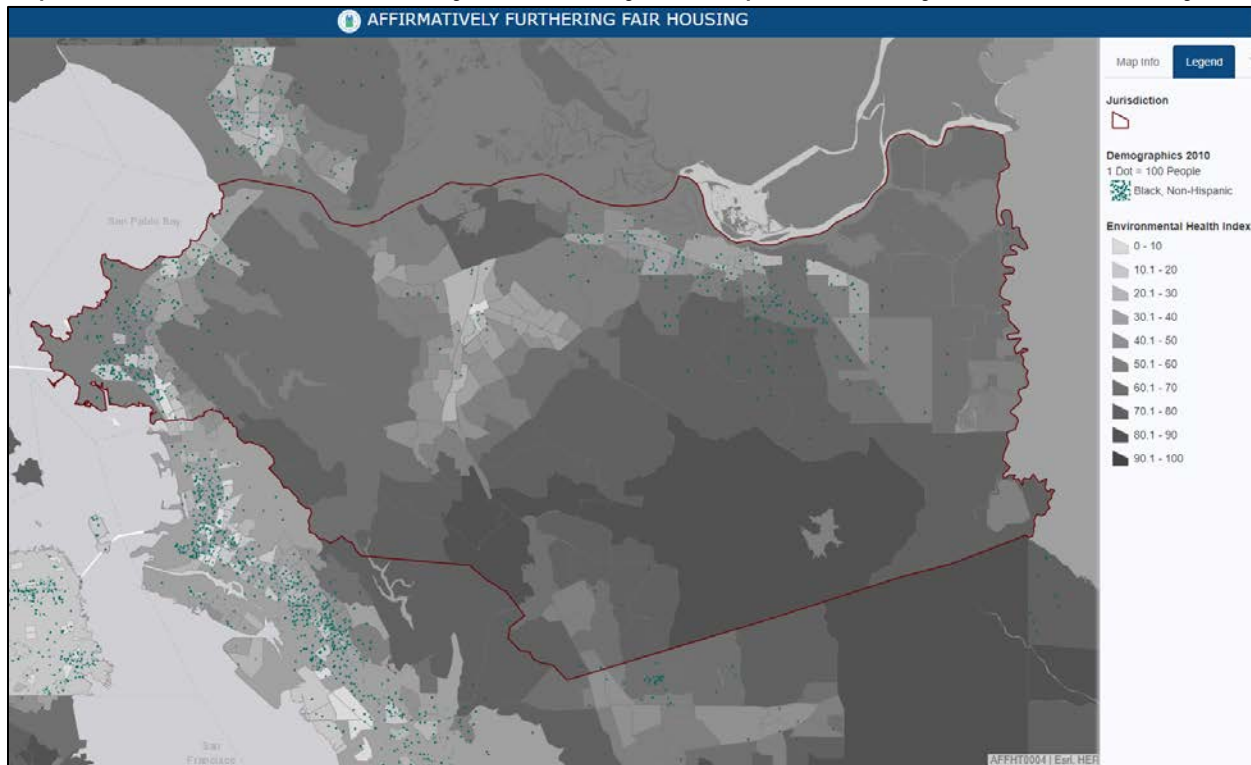 AFFIRMATIVELY FURTHERING FAIR HOUSING
Map Info
Legend
Jurisdiction
Demographics 2010
1 Dot = 100 People
Black, Non-Hispanic
Environmental Health Index
0 - 10
10.1 - 20
20.1 - 30
30.1 - 40
40.1 - 50
50.1 - 60
60.1 - 70
70.1 - 80
80.1 - 90
90.1 - 100
San Pablo Bay
San
Francisco
AFFHT0004 | Esri, HER